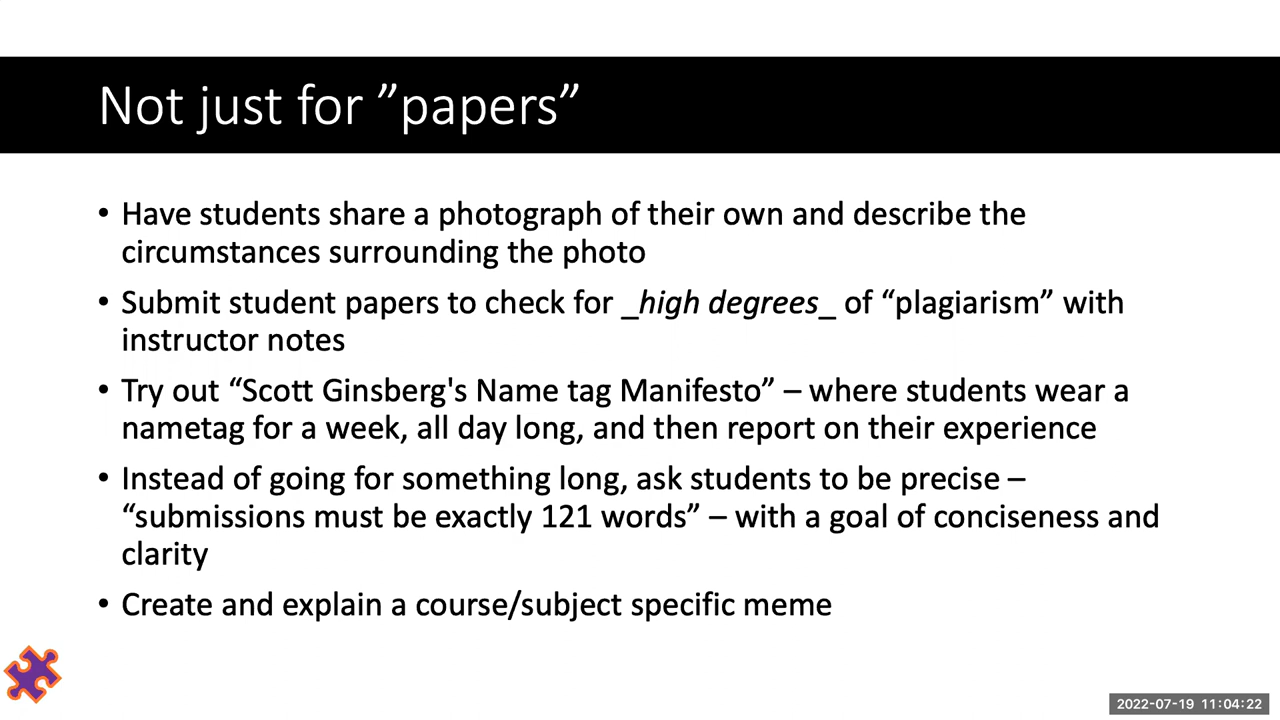 Not just for ”papers”
• Have students share a photograph of their own and describe the
circumstances surrounding the photo
• Submit student papers to check for _high degrees_ of “plagiarism” with
instructor notes
• Try out “Scott Ginsberg's Name tag Manifesto” – where students wear a
nametag for a week, all day long, and then report on their experience
• Instead of going for something long, ask students to be precise –
“submissions must be exactly 121 words” – with a goal of conciseness and
clarity
• Create and explain a course/subject specific meme
2022-07-19 11:04:22